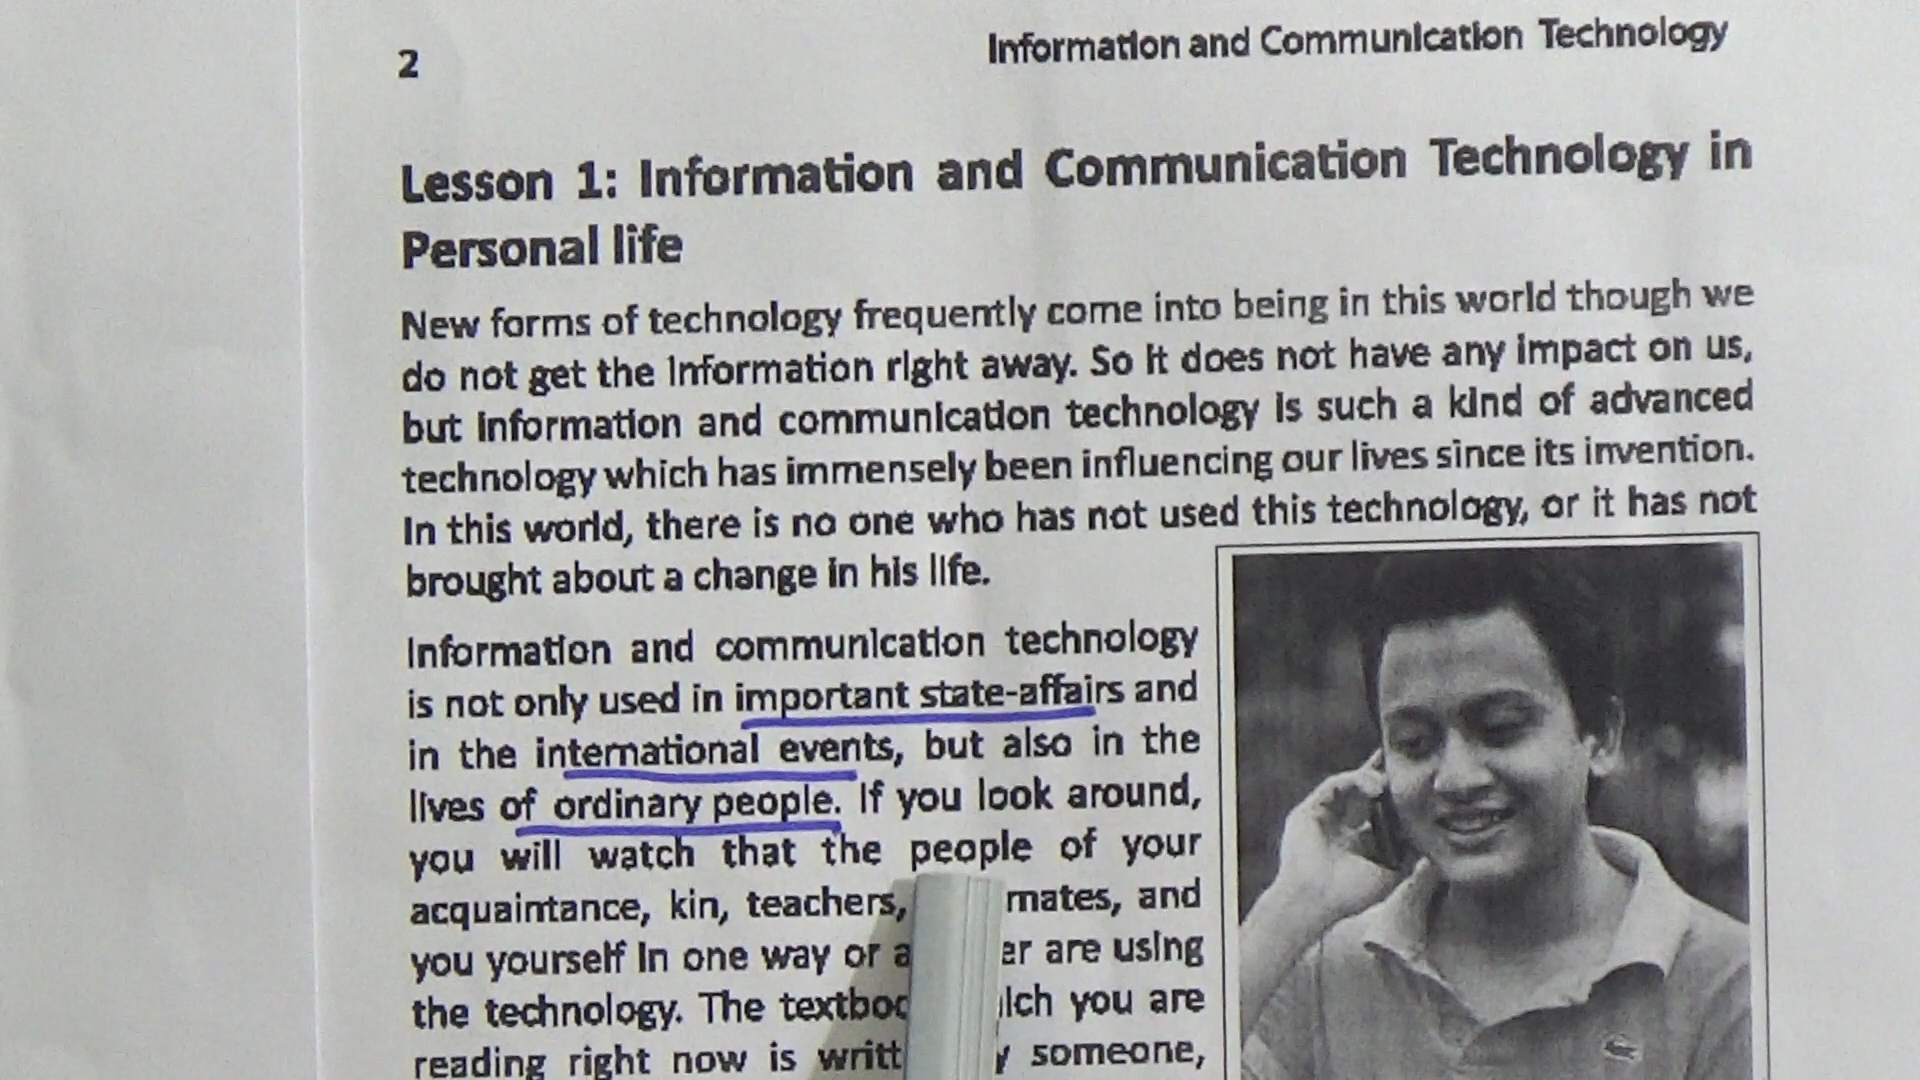 2
Information and Communication Technology
Lesson 1: Information and Communication Technology in
Personal life
New forms of technology frequently come into being in this world though we
do not get the information right away. So it does not have any impact on us,
but information and communication technology is such a kind of advanced
technology which has immensely been influencing our lives since its invention.
In this world, there is no one who has not used this technology, or it has not
brought about a change in his life.
Information and communication technology
is not only used in important state-affairs and
in the international events, but also in the
lives of ordinary people. If you look around,
you will watch that the people of your
acquaintance, kin, teachers, mates, and
you yourself in one way or are using
the technology. The you are
reading right now is someone,